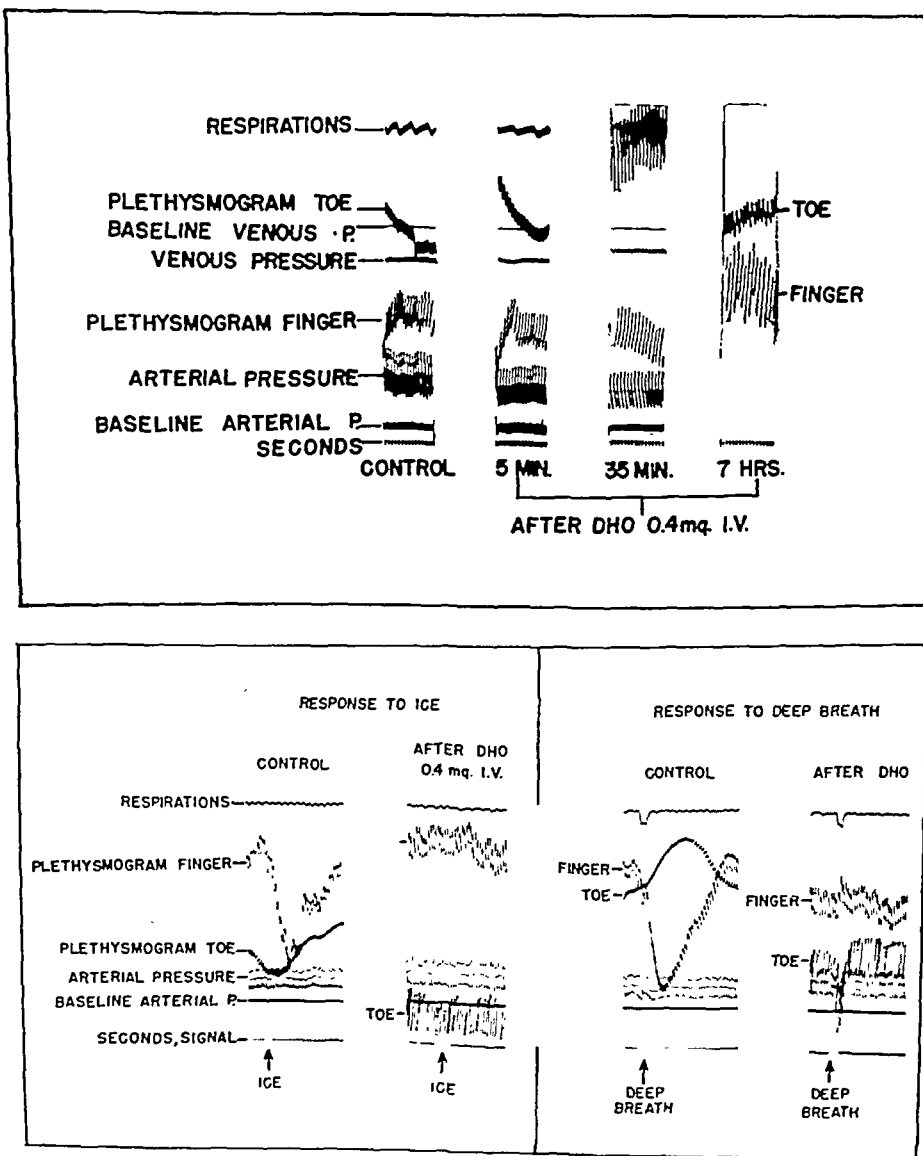 RESPIRATIONS
PLETHYSMOGRAM TOE
BASELINE VENOUS P.
VENOUS PRESSURE
PLETHYSMOGRAM FINGER
ARTERIAL PRESSURE
BASELINE ARTERIAL P.
SECONDS
TOE
FINGER
CONTROL 5 MIN. 35 MIN. 7 HRS.
AFTER DHO 0.4mq. I.V.
RESPONSE TO ICE
CONTROL
AFTER DHO
0.4 mq. I.V.
RESPIRATIONS
PLETHYSMOGRAM FINGER
PLETHYSMOGRAM TOE
ARTERIAL PRESSURE
BASELINE ARTERIAL P.
SECONDS, SIGNAL
TOE
ICE
ICE
RESPONSE TO DEEP BREATH
CONTROL
AFTER DHO
FINGER
TOE
FINGER
TOE
DEEP
BREATH
DEEP
BREATH